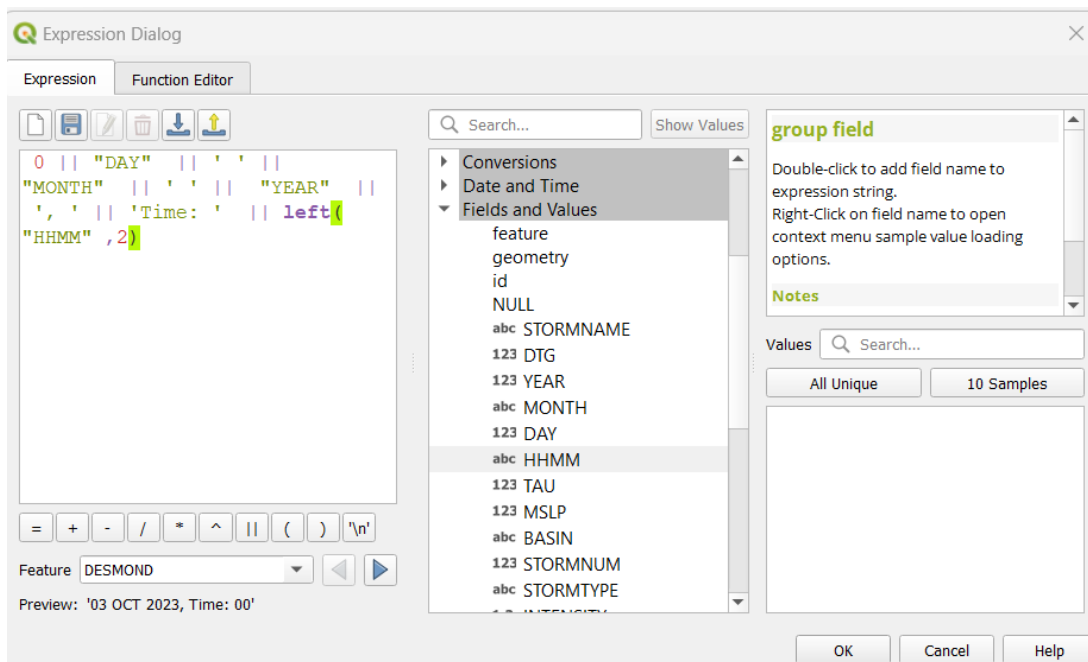 Expression Dialog
Expression
Function Editor
Search...
Show Values
0 || "DAY" || ' ' ||
"MONTH" || ' ' || "YEAR" ||
', ' || 'Time: ' || left(
"HHMM" ,2)
= + - / * ^ || ( ) '\n'
Feature DESMOND
Preview: '03 OCT 2023, Time: 00'
Conversions
Date and Time
Fields and Values
feature
geometry
id
NULL
abc STORMNAME
123 DTG
123 YEAR
abc MONTH
123 DAY
abc HHMM
123 TAU
123 MSLP
abc BASIN
123 STORMNUM
abc STORMTYPE
group field
Double-click to add field name to
expression string.
Right-Click on field name to open
context menu sample value loading
options.
Notes
Values Search...
All Unique
10 Samples
OK
Cancel
Help